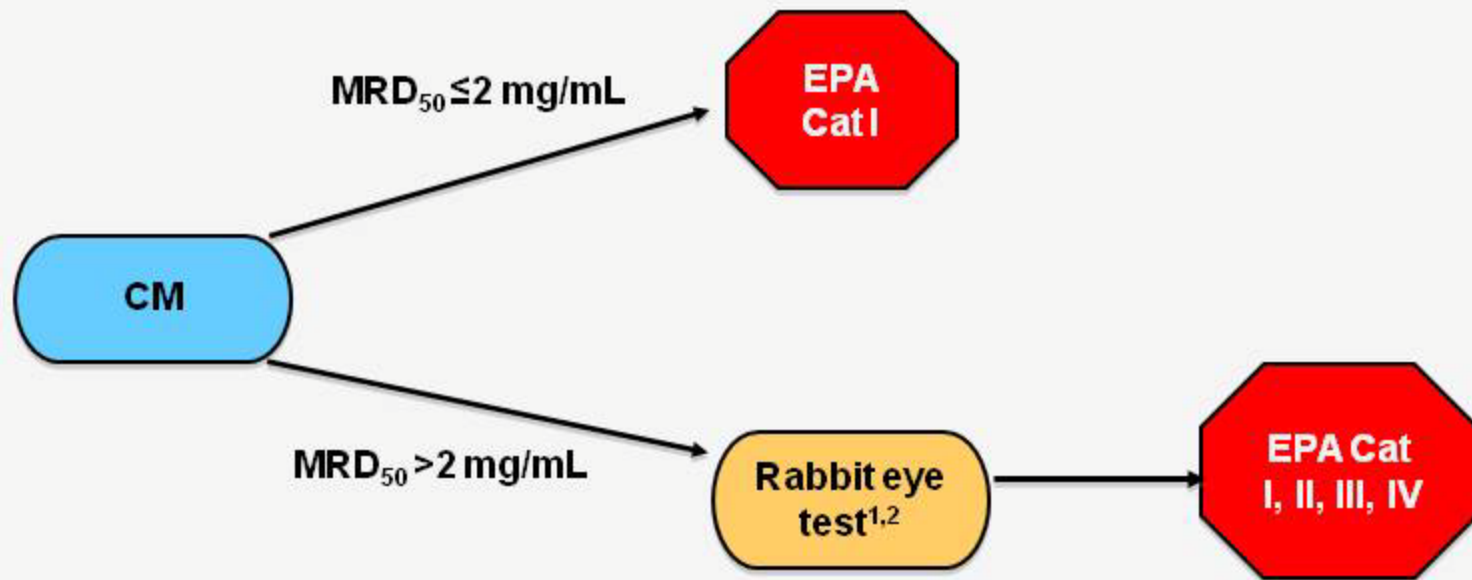 MRD₅₀ ≤2 mg/mL
EPA
Cat I
CM
MRD₅₀ >2 mg/mL
Rabbit eye
test¹,²
EPA Cat
I, II, III, IV